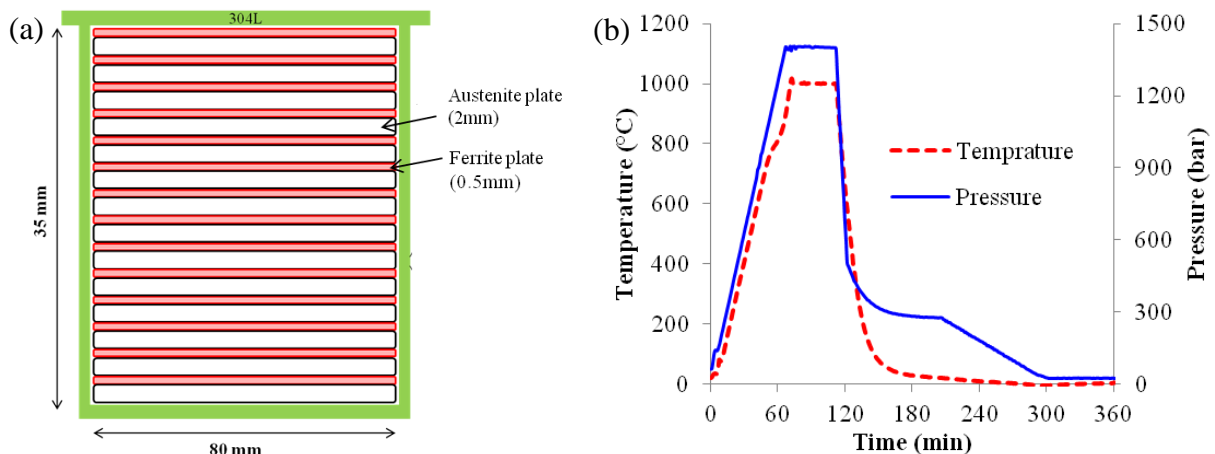 (a)
304L
35 mm
Austenite plate
(2mm)
Ferrite plate
(0.5mm)
80 mm
(b)
Temperature (°C)
1200
1000
800
600
400
200
0
Temprature
Pressure
1500
1200
900
600
300
0
Pressure (bar)
0 60 120 180 240 300 360
Time (min)